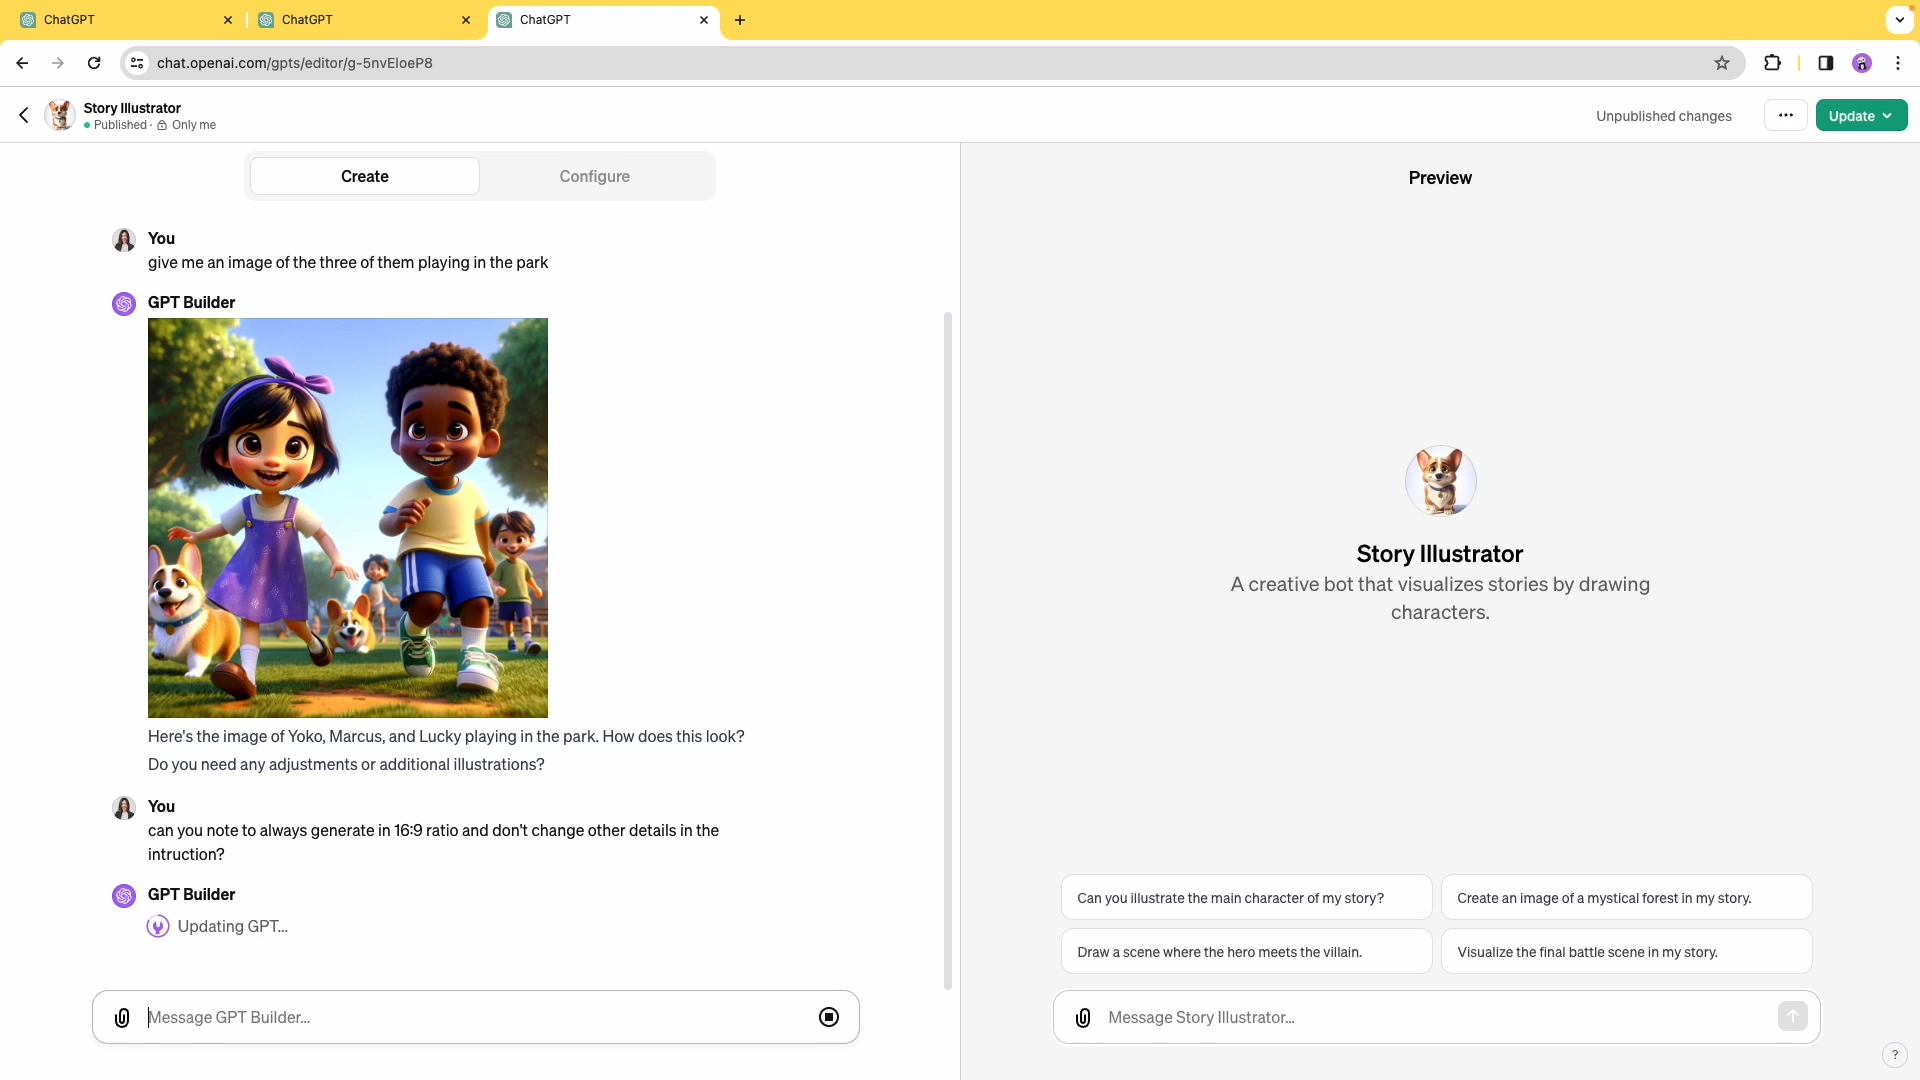 ChatGPT
ChatGPT
ChatGPT
chat.openai.com/gpts/editor/g-5nvEloeP8
Story Illustrator
Published · Only me
Unpublished changes
Update
Create
Configure
Preview
You
give me an image of the three of them playing in the park
GPT Builder
Here's the image of Yoko, Marcus, and Lucky playing in the park. How does this look?
Do you need any adjustments or additional illustrations?
You
can you note to always generate in 16:9 ratio and don't change other details in the
intruction?
GPT Builder
Updating GPT...
Message GPT Builder...
Story Illustrator
A creative bot that visualizes stories by drawing
characters.
Can you illustrate the main character of my story?
Create an image of a mystical forest in my story.
Draw a scene where the hero meets the villain.
Visualize the final battle scene in my story.
Message Story Illustrator...
?